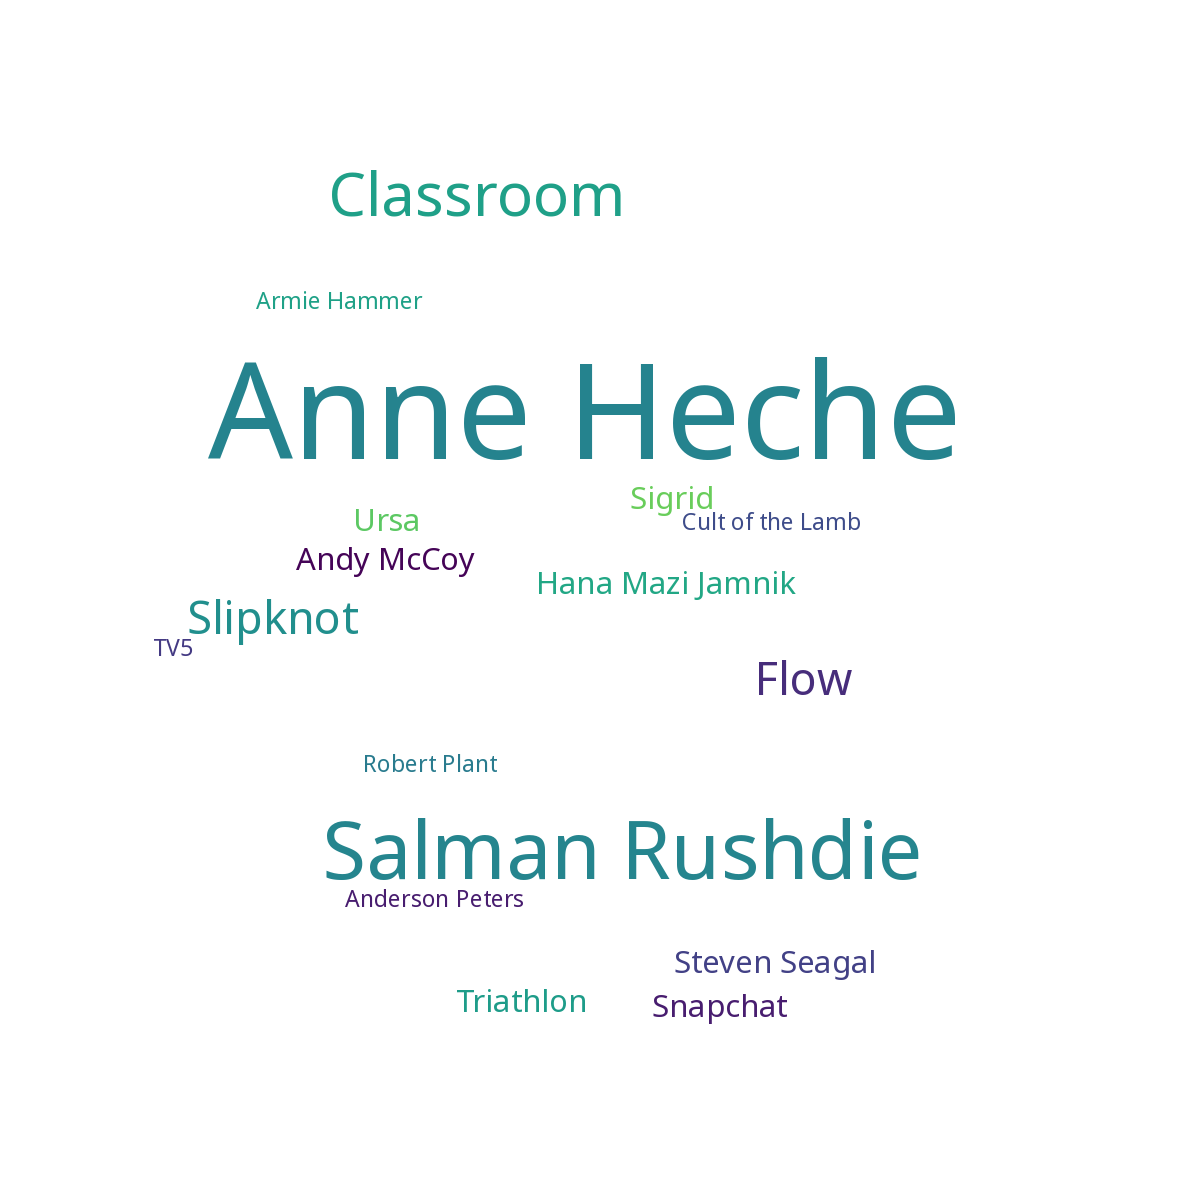 Classroom
Armie Hammer
Anne Heche
Sigrid
Ursa
Cult of the Lamb
Andy McCoy
Hana Mazi Jamnik
Slipknot
TV5
Flow
Robert Plant
Salman Rushdie
Anderson Peters
Steven Seagal
Triathlon
Snapchat